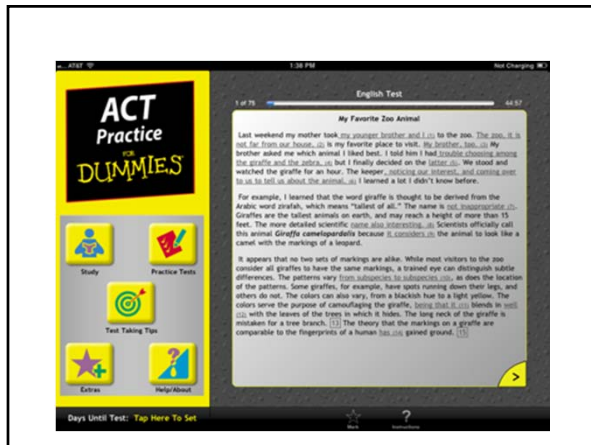 AT&T 1:38 PM Not Charging
ACT
Practice
FOR
DUMMIES
Study Practice Tests
Test Taking Tips
Extras Help/About
Days Until Test: Tap Here To Set
English Test
1 of 75 44:57
My Favorite Zoo Animal
Last weekend my mother took my younger brother and I (1) to the zoo. The zoo, it is
not far from our house, (2) is my favorite place to visit. My brother, too. (3) My
brother asked me which animal I liked best. I told him I had trouble choosing among
the giraffe and the zebra, (4) but I finally decided on the latter (5). We stood and
watched the giraffe for an hour. The keeper, noticing our interest, and coming over
to us to tell us about the animal. (6) I learned a lot I didn't know before.
For example, I learned that the word giraffe is thought to be derived from the
Arabic word zirafah, which means "tallest of all." The name is not inappropriate (7).
Giraffes are the tallest animals on earth, and may reach a height of more than 15
feet. The more detailed scientific name also interesting. (8) Scientists officially call
this animal Giraffa camelopardalis because it considers (9) the animal to look like a
camel with the markings of a leopard.
It appears that no two sets of markings are alike. While most visitors to the zoo
consider all giraffes to have the same markings, a trained eye can distinguish subtle
differences. The patterns vary from subspecies to subspecies (10), as does the location
of the patterns. Some giraffes, for example, have spots running down their legs, and
others do not. The colors can also vary, from a blackish hue to a light yellow. The
colors serve the purpose of camouflaging the giraffe, being that it (11) blends in well
(12) with the leaves of the trees in which it hides. The long neck of the giraffe is
mistaken for a tree branch. 13 The theory that the markings on a giraffe are
comparable to the fingerprints of a human has (14) gained ground. 15
>
Mark Instructions